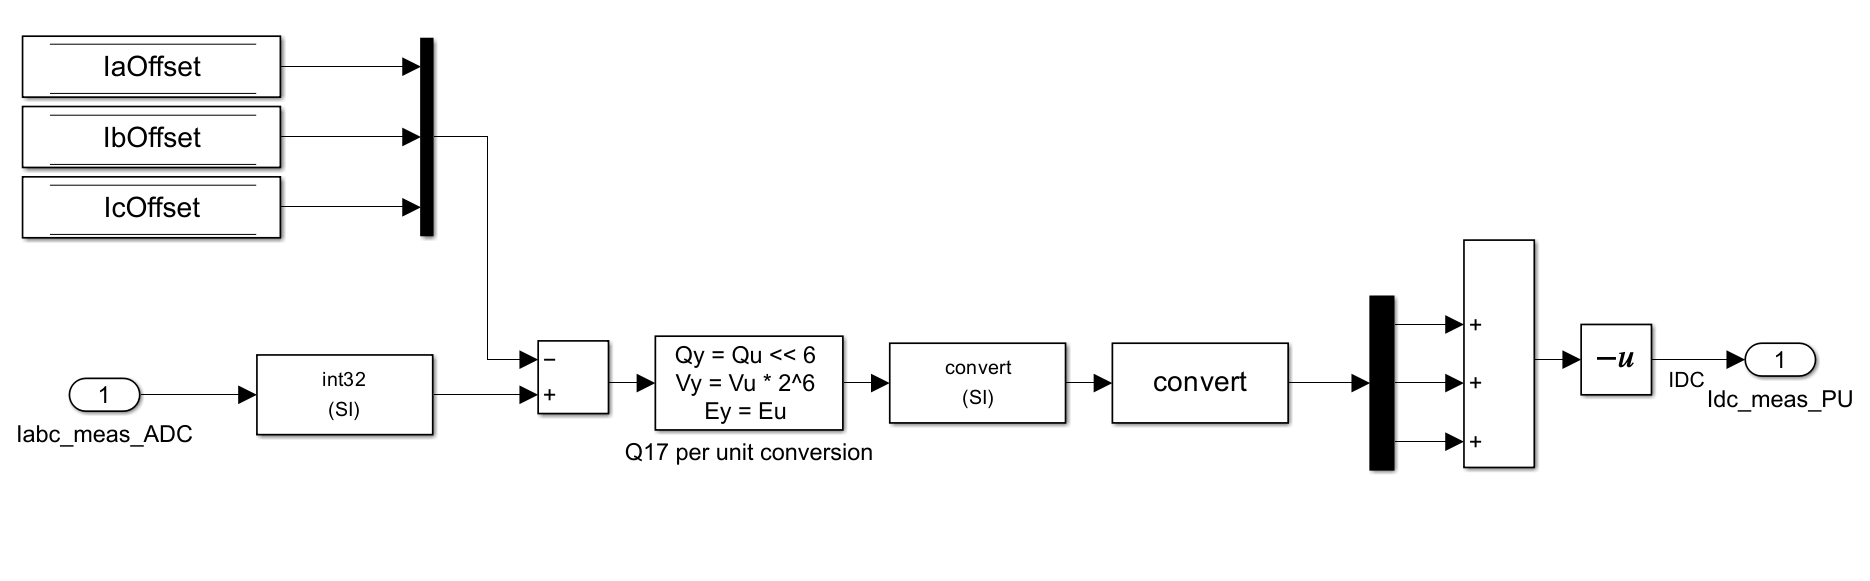 IaOffset
IbOffset
IcOffset
1
Iabc_meas_ADC
int32
(SI)
−
+
Qy = Qu << 6
Vy = Vu * 2^6
Ey = Eu
Q17 per unit conversion
convert
(SI)
convert
+
+
+
−u
IDC
1
Idc_meas_PU